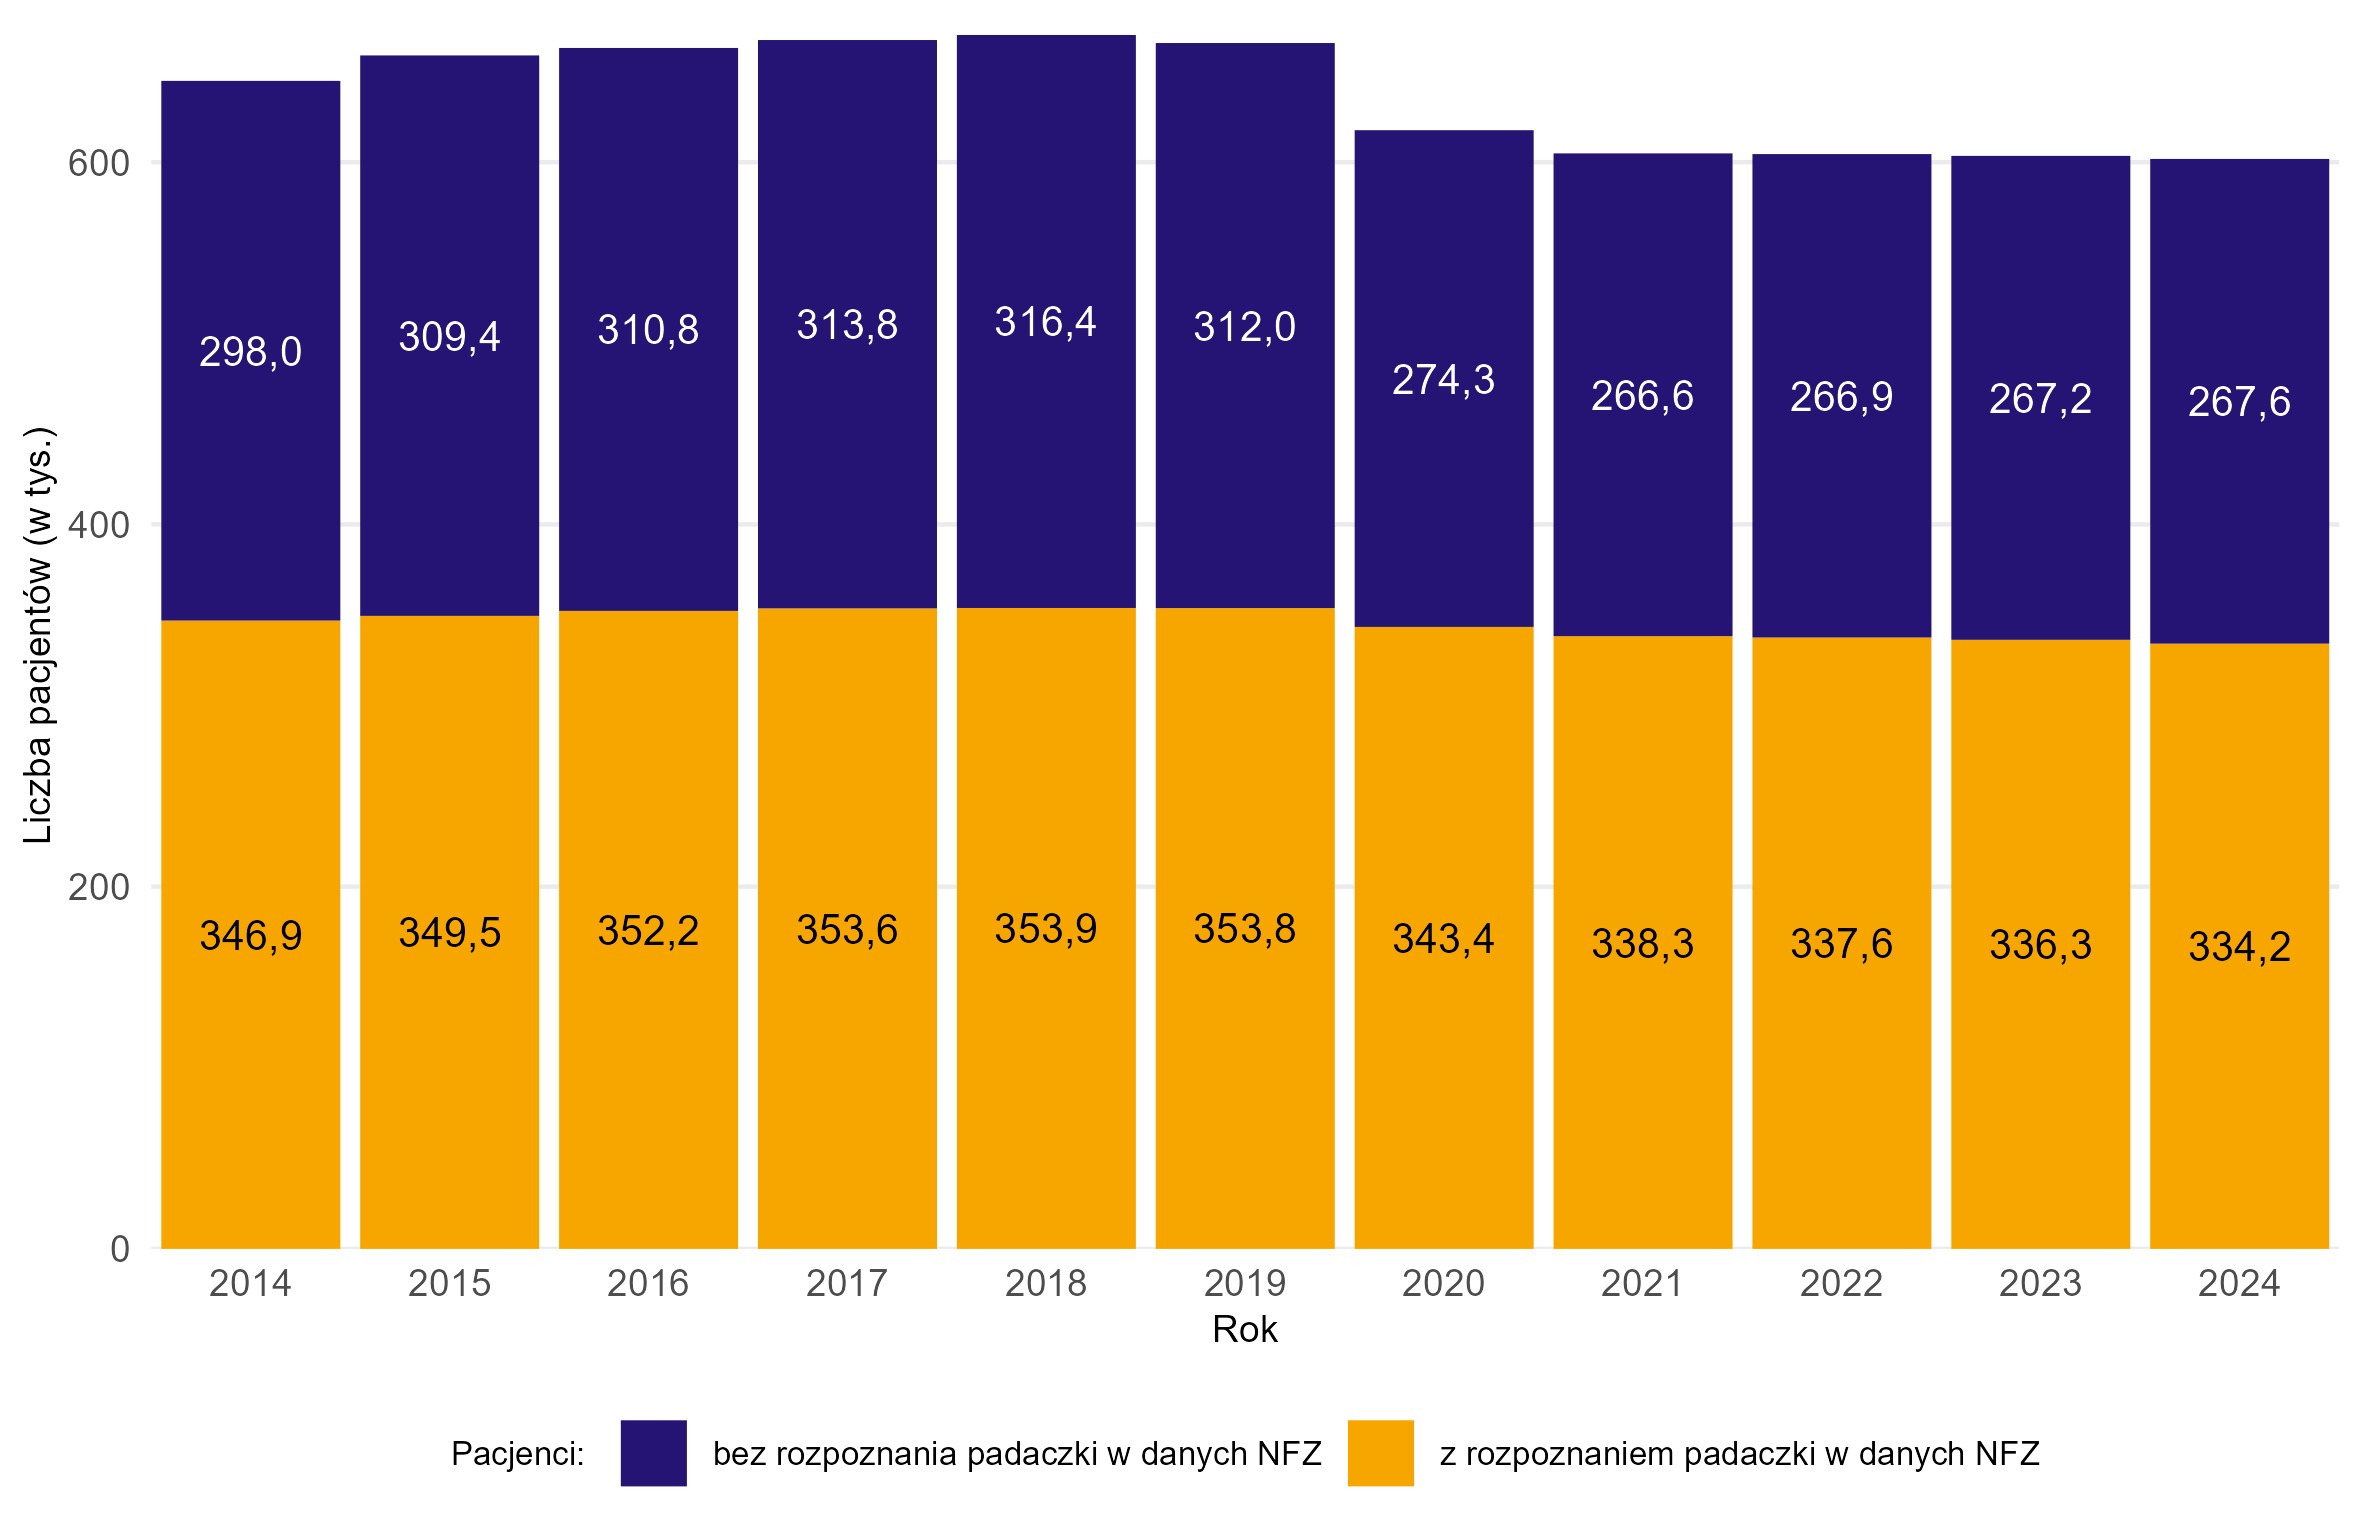 Liczba pacjentów (w tys.)
600
400
200
0
298,0 309,4 310,8 313,8 316,4 312,0 274,3 266,6 266,9 267,2 267,6
346,9 349,5 352,2 353,6 353,9 353,8 343,4 338,3 337,6 336,3 334,2
2014 2015 2016 2017 2018 2019 2020 2021 2022 2023 2024
Rok
Pacjenci: bez rozpoznania padaczki w danych NFZ z rozpoznaniem padaczki w danych NFZ